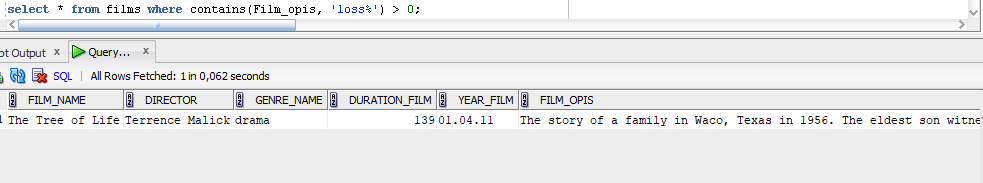 select * from films where contains(Film_opis, 'loss%') > 0;
ot Output x Query... x
SQL | All Rows Fetched: 1 in 0,062 seconds
FILM_NAME DIRECTOR GENRE_NAME DURATION_FILM YEAR_FILM FILM_OPIS
1 The Tree of Life Terrence Malick drama 139 01.04.11 The story of a family in Waco, Texas in 1956. The eldest son witne